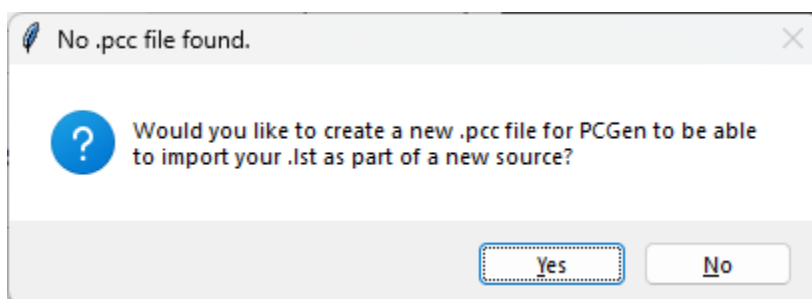 No .pcc file found.
Would you like to create a new .pcc file for PCGen to be able
to import your .lst as part of a new source?
Yes
No